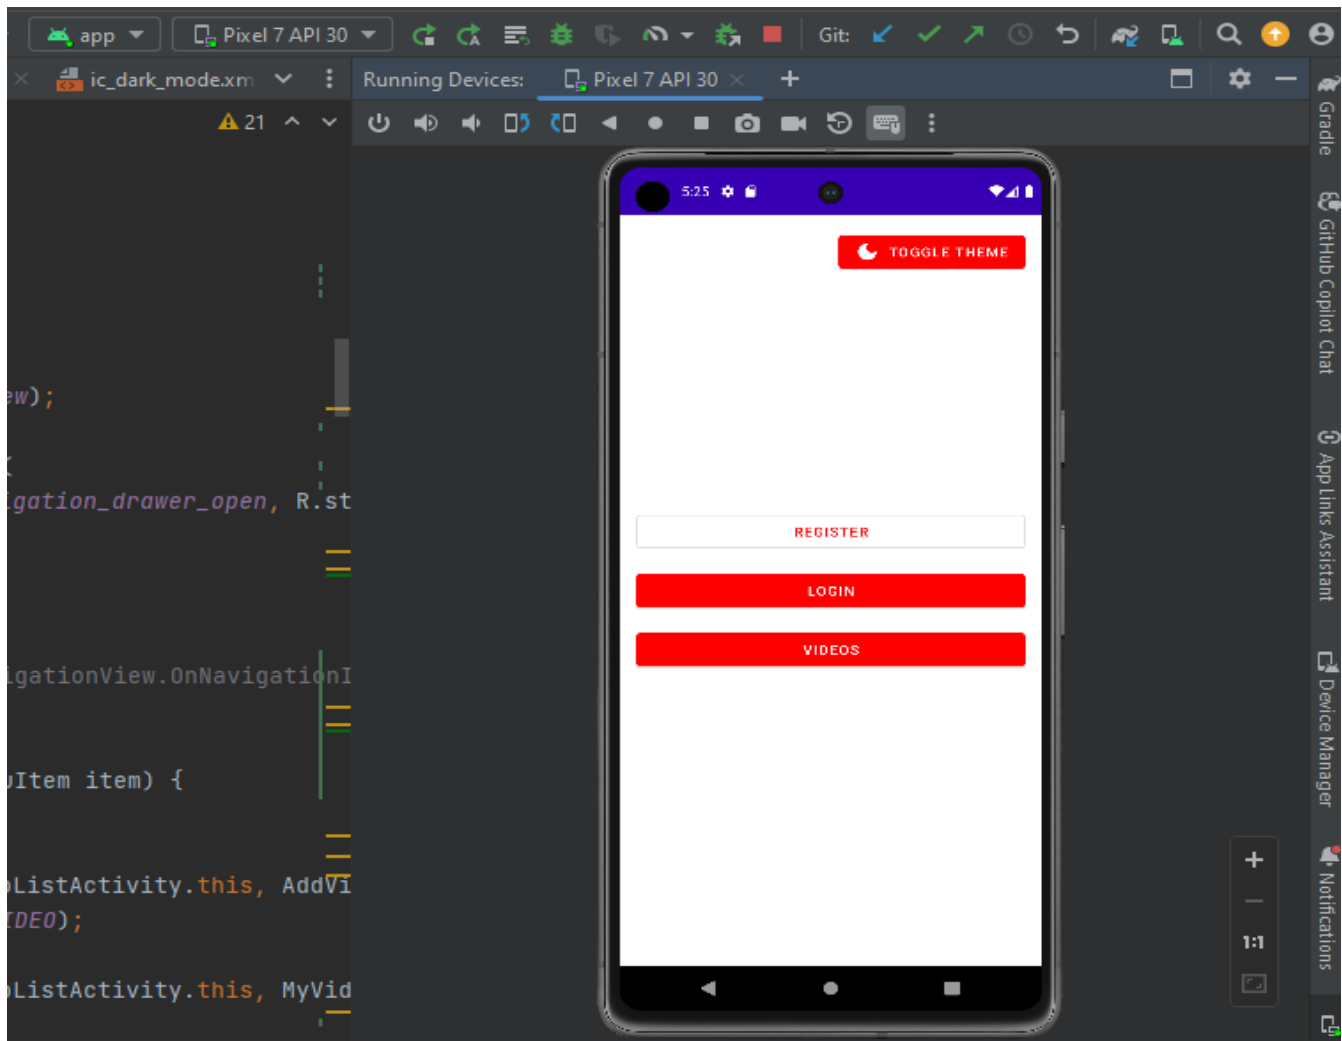 app
Pixel 7 API 30
Git:
ic_dark_mode.xm
Running Devices:
Pixel 7 API 30
21
5:25
TOGGLE THEME
REGISTER
LOGIN
VIDEOS
ew);
{
igation_drawer_open, R.st
igationView.OnNavigationI
uItem item) {
oListActivity.this, AddVi
IDEO);
oListActivity.this, MyVid
1:1
Gradle
GitHub Copilot Chat
App Links Assistant
Device Manager
Notifications